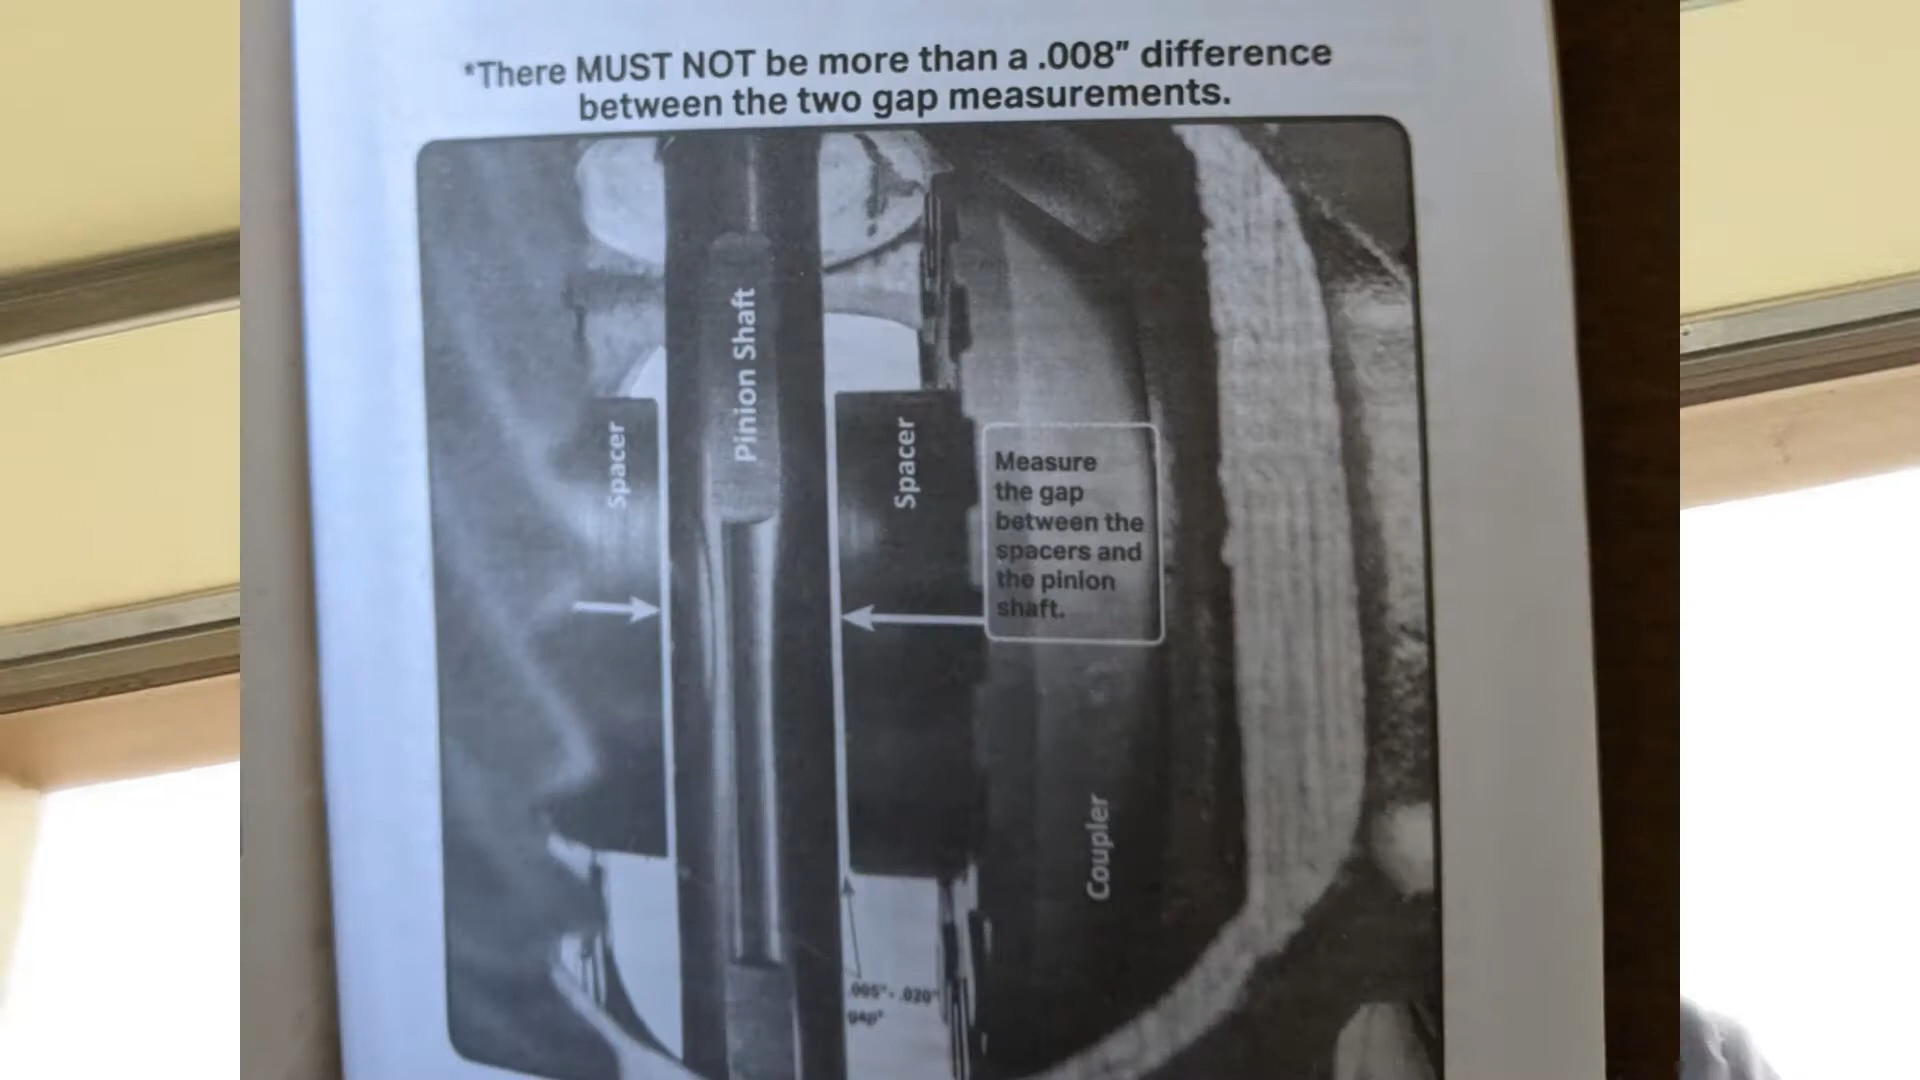 *There MUST NOT be more than a .008" difference
between the two gap measurements.
Pinion Shaft
Spacer
Spacer
Measure
the gap
between the
spacers and
the pinion
shaft.
Coupler
.005"-.020"
gap*